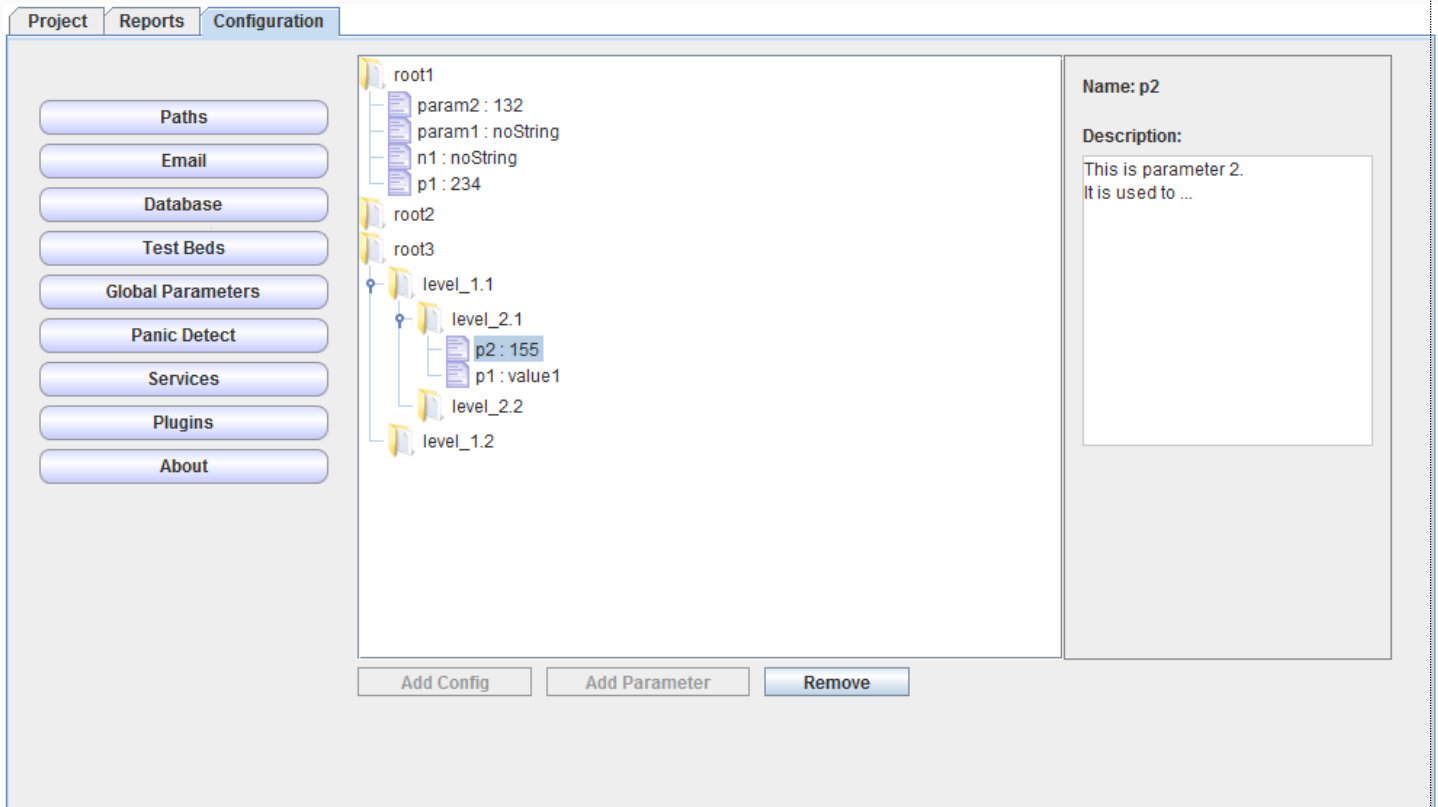 Project Reports Configuration
Paths
Email
Database
Test Beds
Global Parameters
Panic Detect
Services
Plugins
About
root1
param2 : 132
param1 : noString
n1 : noString
p1 : 234
root2
root3
level_1.1
level_2.1
p2 : 155
p1 : value1
level_2.2
level_1.2
Add Config Add Parameter Remove
Name: p2
Description:
This is parameter 2.
It is used to ...